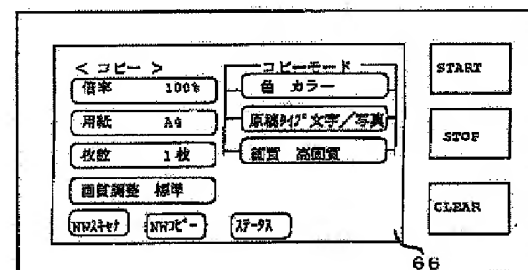 < コピー >
倍率 100%
用紙 A4
枚数 1枚
画質調整 標準
コピーモード
色 カラー
原稿ﾀｲﾌﾟ 文字/写真
画質 高画質
NWｽｷｬﾅ NWｺﾋﾟｰ ｽﾃｰﾀｽ
START
STOP
CLEAR
66